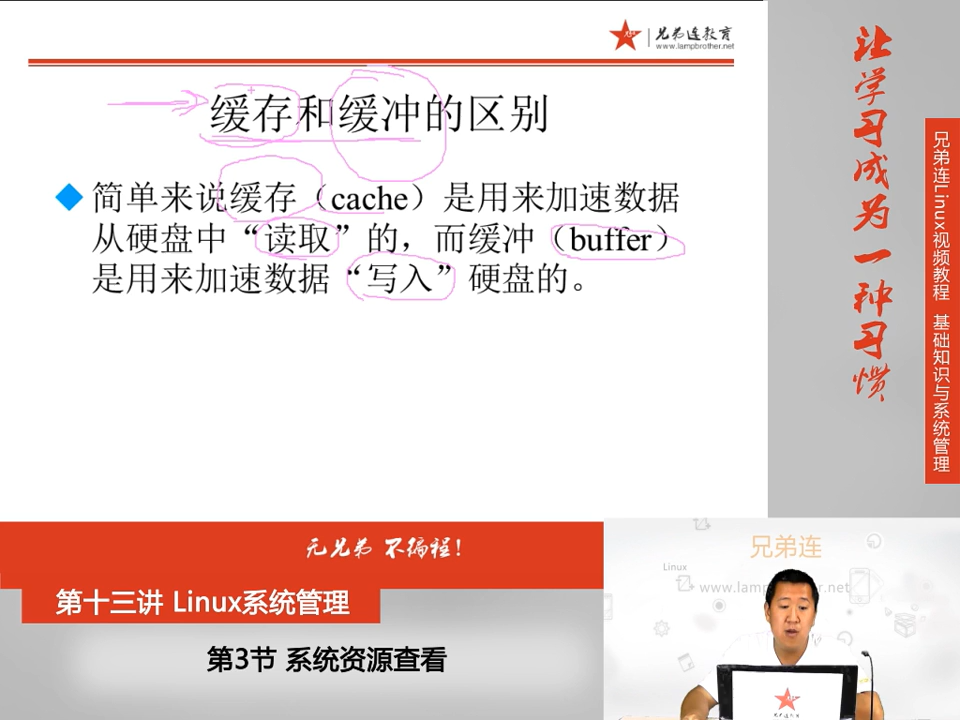 兄弟连教育
www.lampbrother.net
缓存和缓冲的区别
简单来说缓存（cache）是用来加速数据
从硬盘中“读取”的，而缓冲（buffer）
是用来加速数据“写入”硬盘的。
让学习成为一种习惯
兄弟连Linux视频教程 基础知识与系统管理
无兄弟 不编程!
第十三讲 Linux系统管理
第3节 系统资源查看
兄弟连
Linux
www.lampbrother.net